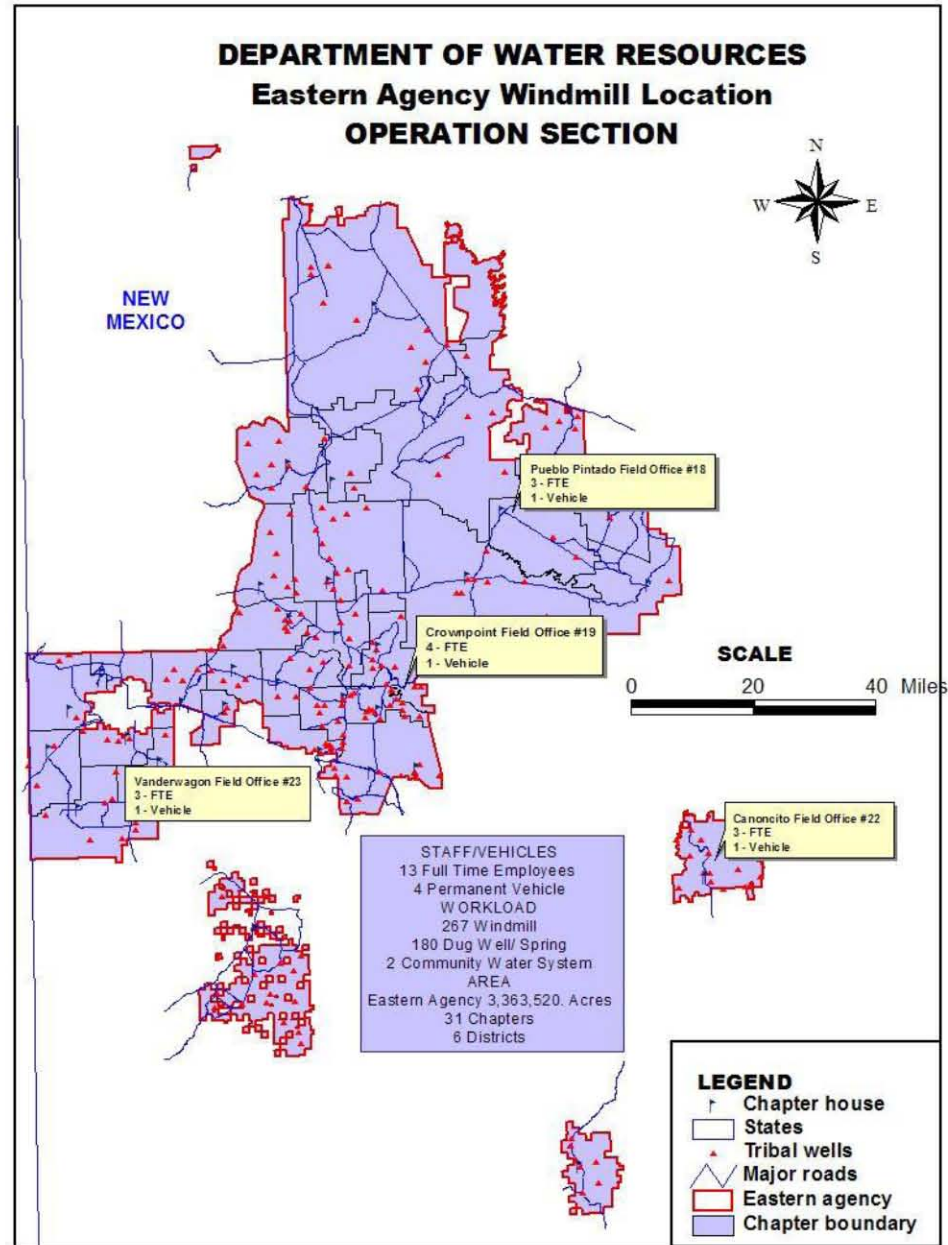 DEPARTMENT OF WATER RESOURCES
Eastern Agency Windmill Location
OPERATION SECTION
N
W
E
S
NEW
MEXICO
Pueblo Pintado Field Office #18
3 - FTE
1 - Vehicle
Crownpoint Field Office #19
4 - FTE
1 - Vehicle
SCALE
0 20 40 Miles
Vanderwagon Field Office #23
3 - FTE
1 - Vehicle
Canoncito Field Office #22
3 - FTE
1 - Vehicle
STAFF/VEHICLES
13 Full Time Employees
4 Permanent Vehicle
WORKLOAD
267 Windmill
180 Dug Well/ Spring
2 Community Water System
AREA
Eastern Agency 3,363,520. Acres
31 Chapters
6 Districts
LEGEND
Chapter house
States
Tribal wells
Major roads
Eastern agency
Chapter boundary